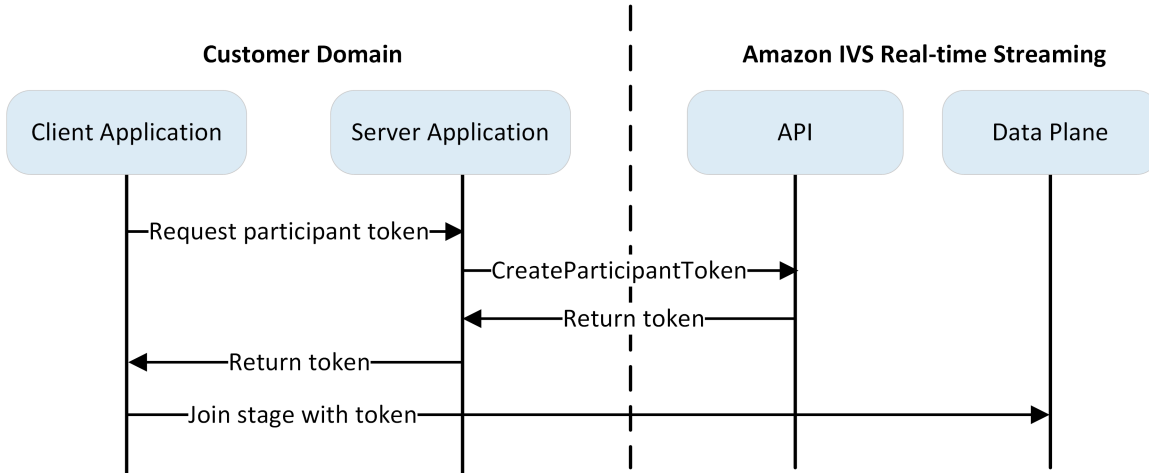 Customer Domain
Amazon IVS Real-time Streaming
Client Application
Server Application
API
Data Plane
Request participant token
CreateParticipantToken
Return token
Return token
Join stage with token